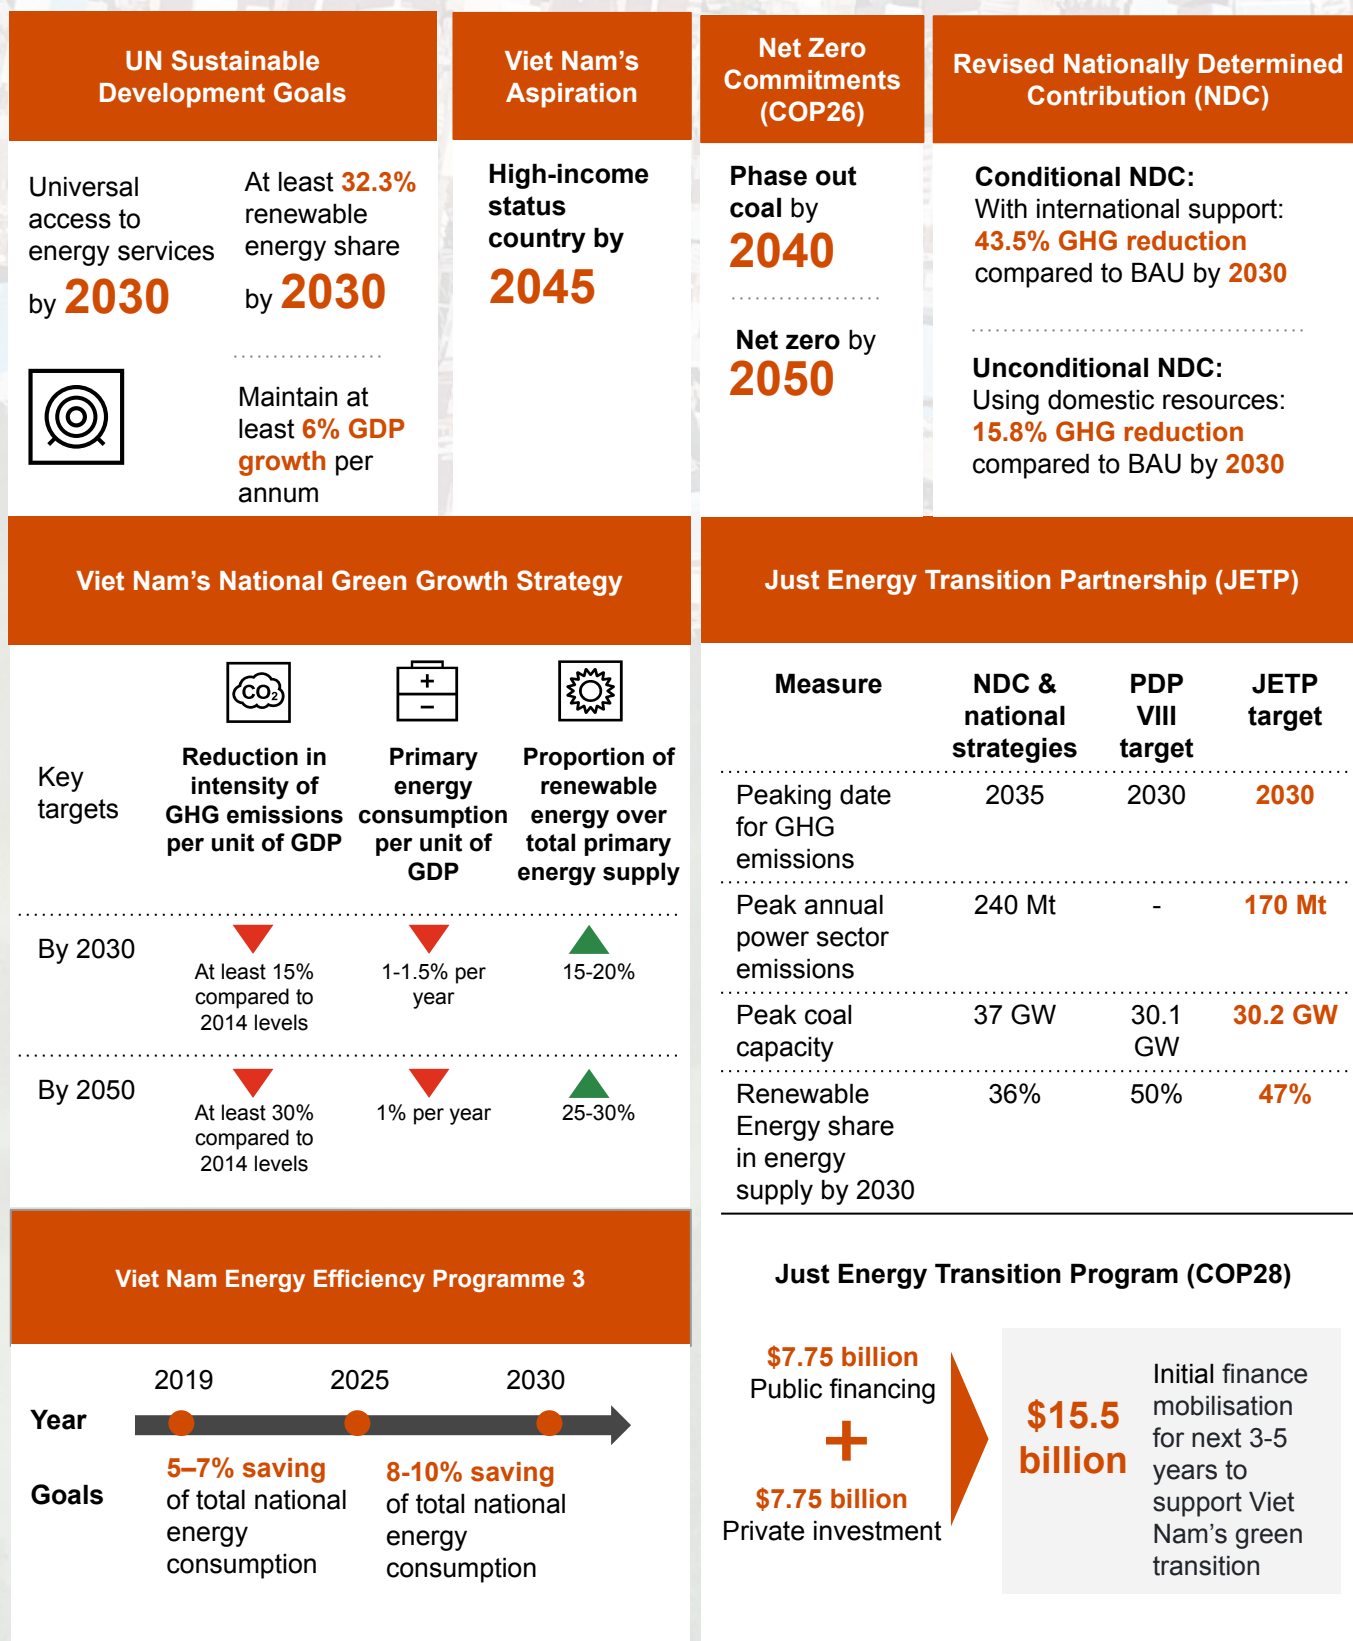 UN Sustainable
Development Goals
Universal
access to
energy services
by 2030
At least 32.3%
renewable
energy share
by 2030
Maintain at
least 6% GDP
growth per
annum
Viet Nam's
Aspiration
High-income
status
country by
2045
Net Zero
Commitments
(COP26)
Phase out
coal by
2040
Net zero by
2050
Revised Nationally Determined
Contribution (NDC)
Conditional NDC:
With international support:
43.5% GHG reduction
compared to BAU by 2030
Unconditional NDC:
Using domestic resources:
15.8% GHG reduction
compared to BAU by 2030
Viet Nam's National Green Growth Strategy
CO2
+
−
Key
targets
Reduction in
intensity of
GHG emissions
per unit of GDP
Primary
energy
consumption
per unit of
GDP
Proportion of
renewable
energy over
total primary
energy supply
By 2030
At least 15%
compared to
2014 levels
1-1.5% per
year
15-20%
By 2050
At least 30%
compared to
2014 levels
1% per year
25-30%
Just Energy Transition Partnership (JETP)
Measure
NDC &
national
strategies
PDP
VIII
target
JETP
target
Peaking date
for GHG
emissions
2035
2030
2030
Peak annual
power sector
emissions
240 Mt
-
170 Mt
Peak coal
capacity
37 GW
30.1
GW
30.2 GW
Renewable
Energy share
in energy
supply by 2030
36%
50%
47%
Viet Nam Energy Efficiency Programme 3
2019 2025 2030
Year
Goals
5–7% saving
of total national
energy
consumption
8-10% saving
of total national
energy
consumption
Just Energy Transition Program (COP28)
$7.75 billion
Public financing
+
$7.75 billion
Private investment
$15.5
billion
Initial finance
mobilisation
for next 3-5
years to
support Viet
Nam's green
transition